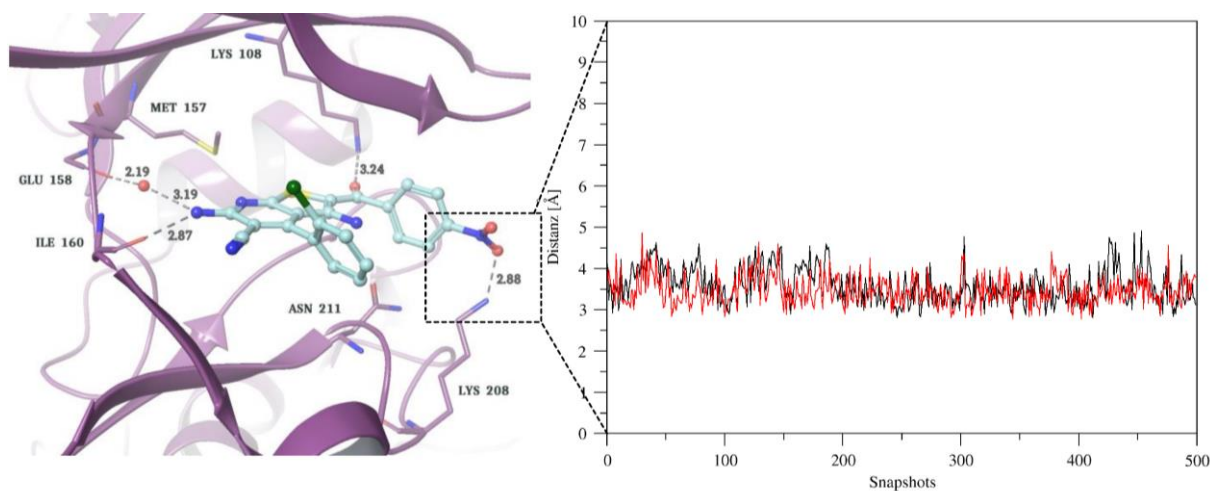 LYS 108
MET 157
GLU 158
2.19
3.19
3.24
ILE 160
2.87
2.88
ASN 211
LYS 208
Distanz [Å]
10
9
8
7
6
5
4
3
2
1
0
0 100 200 300 400 500
Snapshots